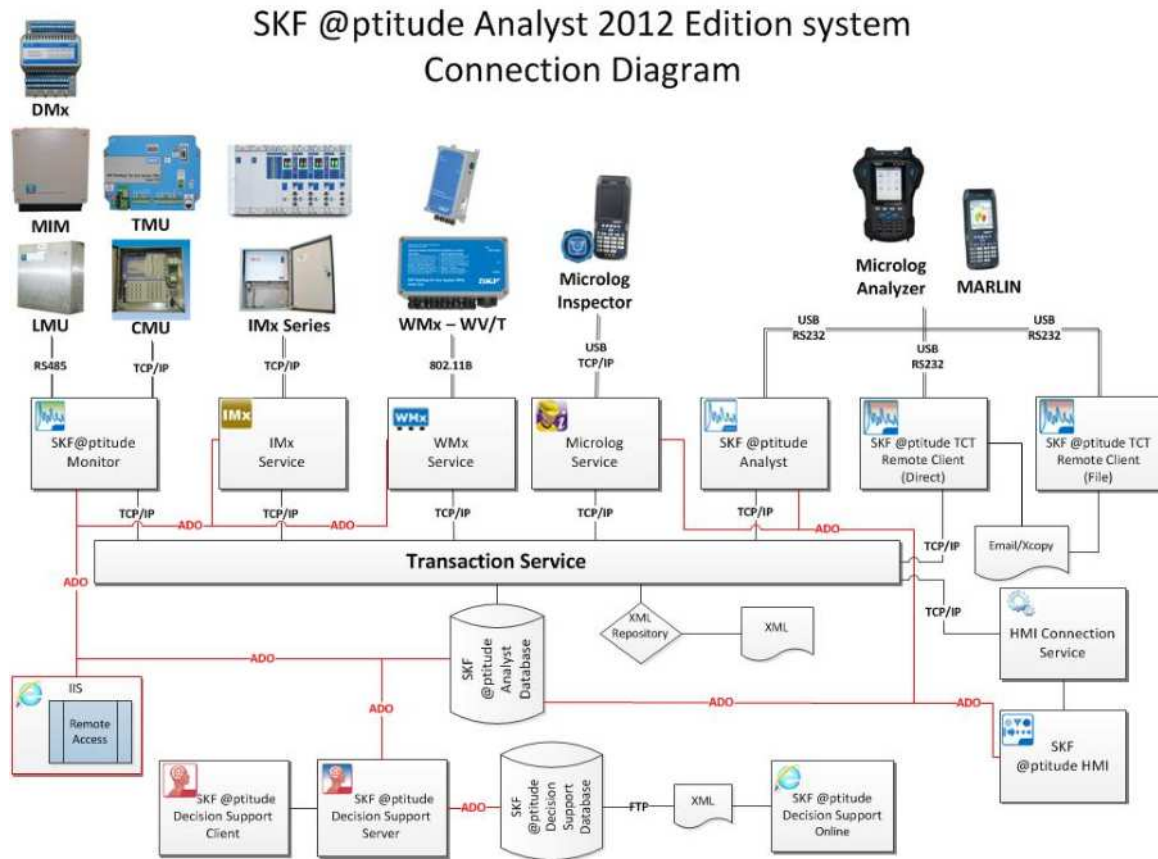 SKF @ptitude Analyst 2012 Edition system
Connection Diagram
DMx
MIM
TMU
LMU
CMU
IMx Series
WMx – WV/T
Microlog
Inspector
Microlog
Analyzer
MARLIN
SKF
RS485
TCP/IP
TCP/IP
802.11B
USB
TCP/IP
USB
RS232
USB
RS232
USB
RS232
IMx
WMx
SKF@ptitude
Monitor
IMx
Service
WMx
Service
Microlog
Service
SKF @ptitude
Analyst
SKF @ptitude TCT
Remote Client
(Direct)
SKF @ptitude TCT
Remote Client
(File)
TCP/IP
ADO
TCP/IP
ADO
TCP/IP
TCP/IP
TCP/IP
ADO
TCP/IP
Email/Xcopy
Transaction Service
ADO
TCP/IP
XML
Repository
XML
HMI Connection
Service
SKF
@ptitude
Analyst
Database
ADO
IIS
Remote
Access
ADO
ADO
ADO
SKF
@ptitude HMI
SKF @ptitude
Decision Support
Client
SKF @ptitude
Decision Support
Server
ADO
SKF
@ptitude
Decision
Support
Database
FTP
XML
SKF @ptitude
Decision Support
Online